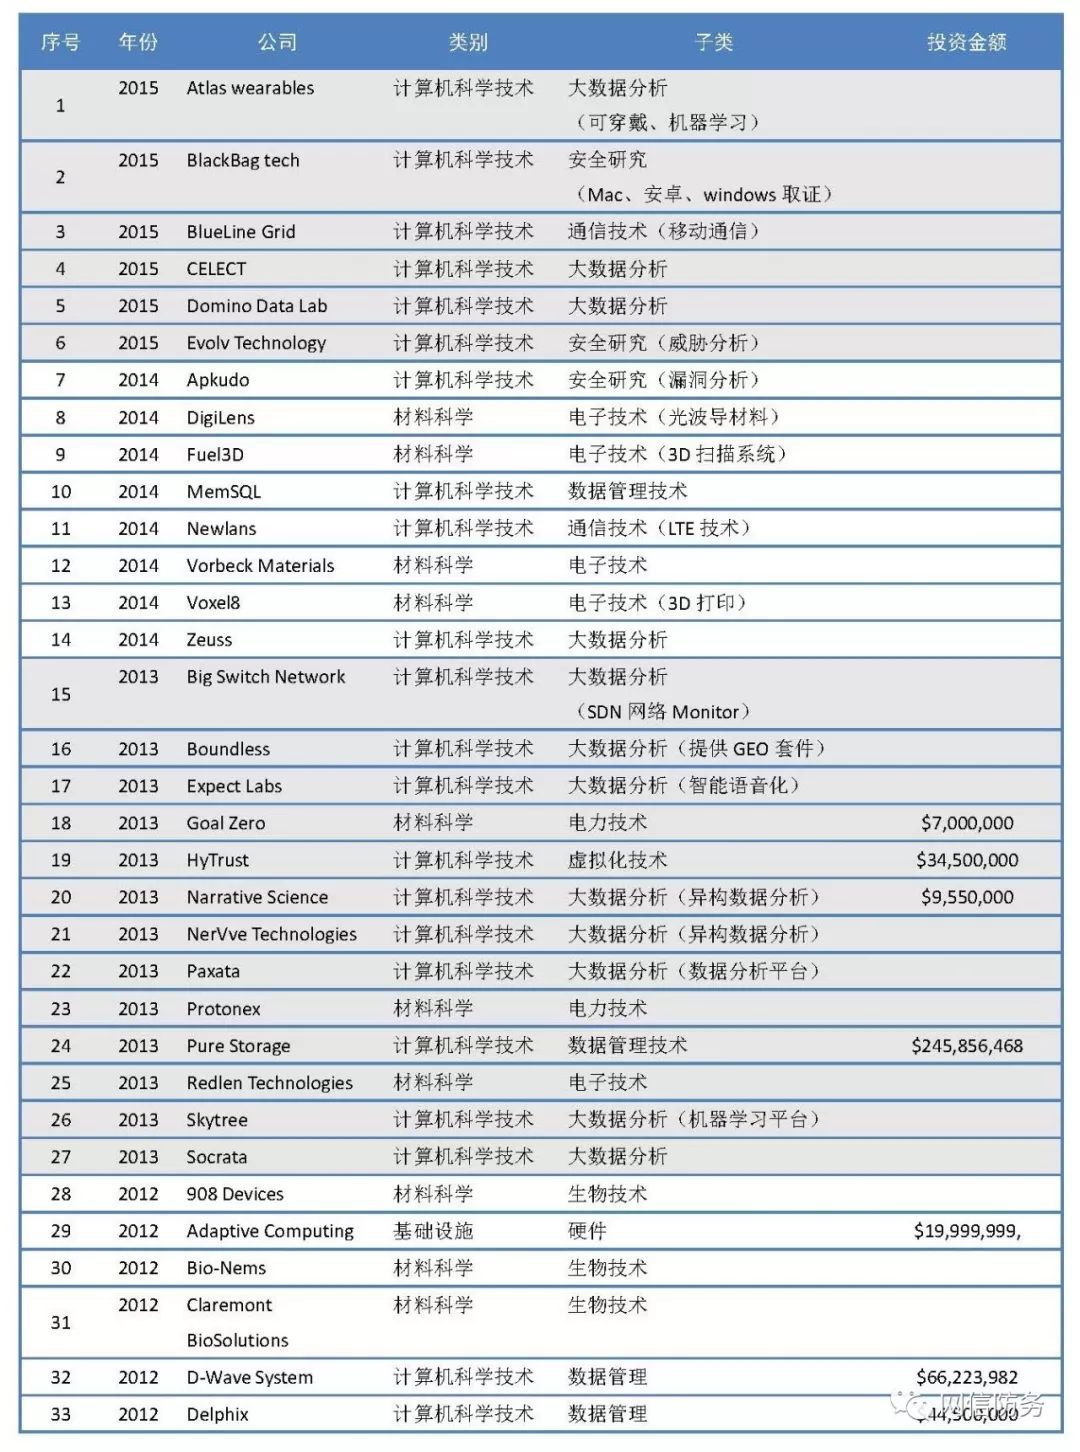 序号 年份 公司 类别 子类 投资金额
1 2015 Atlas wearables 计算机科学技术 大数据分析
（可穿戴、机器学习）
2 2015 BlackBag tech 计算机科学技术 安全研究
（Mac、安卓、windows 取证）
3 2015 BlueLine Grid 计算机科学技术 通信技术（移动通信）
4 2015 CELECT 计算机科学技术 大数据分析
5 2015 Domino Data Lab 计算机科学技术 大数据分析
6 2015 Evolv Technology 计算机科学技术 安全研究（威胁分析）
7 2014 Apkudo 计算机科学技术 安全研究（漏洞分析）
8 2014 DigiLens 材料科学 电子技术（光波导材料）
9 2014 Fuel3D 材料科学 电子技术（3D 扫描系统）
10 2014 MemSQL 计算机科学技术 数据管理技术
11 2014 Newlans 计算机科学技术 通信技术（LTE 技术）
12 2014 Vorbeck Materials 材料科学 电子技术
13 2014 Voxel8 材料科学 电子技术（3D 打印）
14 2014 Zeuss 计算机科学技术 大数据分析
15 2013 Big Switch Network 计算机科学技术 大数据分析
（SDN 网络 Monitor）
16 2013 Boundless 计算机科学技术 大数据分析（提供 GEO 套件）
17 2013 Expect Labs 计算机科学技术 大数据分析（智能语音化）
18 2013 Goal Zero 材料科学 电力技术 $7,000,000
19 2013 HyTrust 计算机科学技术 虚拟化技术 $34,500,000
20 2013 Narrative Science 计算机科学技术 大数据分析（异构数据分析） $9,550,000
21 2013 NerVve Technologies 计算机科学技术 大数据分析（异构数据分析）
22 2013 Paxata 计算机科学技术 大数据分析（数据分析平台）
23 2013 Protonex 材料科学 电力技术
24 2013 Pure Storage 计算机科学技术 数据管理技术 $245,856,468
25 2013 Redlen Technologies 材料科学 电子技术
26 2013 Skytree 计算机科学技术 大数据分析（机器学习平台）
27 2013 Socrata 计算机科学技术 大数据分析
28 2012 908 Devices 材料科学 生物技术
29 2012 Adaptive Computing 基础设施 硬件 $19,999,999,
30 2012 Bio-Nems 材料科学 生物技术
31 2012 Claremont 材料科学 生物技术
BioSolutions
32 2012 D-Wave System 计算机科学技术 数据管理 $66,223,982
33 2012 Delphix 计算机科学技术 数据管理 $44,500,000
网信防务